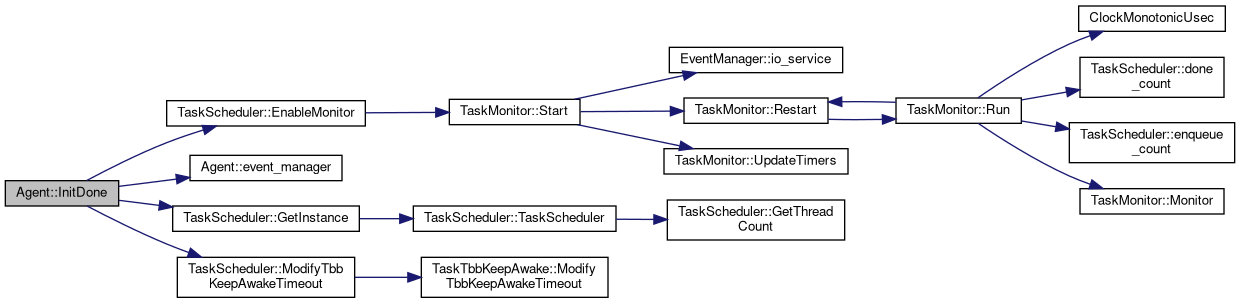 Agent::InitDone
TaskScheduler::EnableMonitor
Agent::event_manager
TaskScheduler::GetInstance
TaskScheduler::ModifyTbb
KeepAwakeTimeout
TaskMonitor::Start
TaskScheduler::TaskScheduler
TaskTbbKeepAwake::Modify
TbbKeepAwakeTimeout
EventManager::io_service
TaskMonitor::Restart
TaskMonitor::UpdateTimers
TaskScheduler::GetThread
Count
TaskMonitor::Run
ClockMonotonicUsec
TaskScheduler::done
_count
TaskScheduler::enqueue
_count
TaskMonitor::Monitor